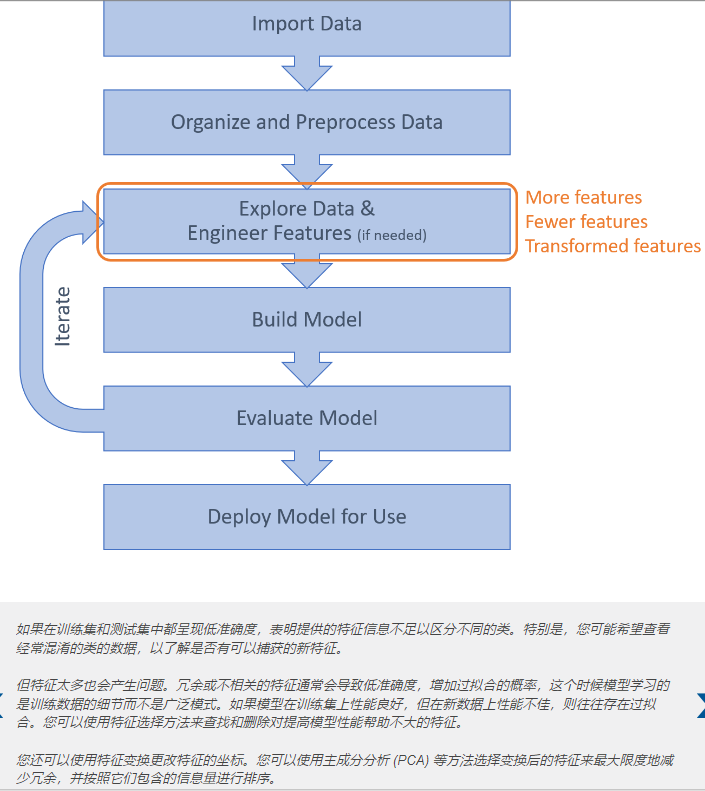 Import Data
Organize and Preprocess Data
Explore Data &
Engineer Features (if needed)
More features
Fewer features
Transformed features
Iterate
Build Model
Evaluate Model
Deploy Model for Use
如果在训练集和测试集中都呈现低准确度，表明提供的特征信息不足以区分不同的类。特别是，您可能希望查看
经常混淆的类的数据，以了解是否有可以捕获的新特征。
但特征太多也会产生问题。冗余或不相关的特征通常会导致低准确度，增加过拟合的概率，这个时候模型学习的
是训练数据的细节而不是广泛模式。如果模型在训练集上性能良好，但在新数据上性能不佳，则往往存在过拟
合。您可以使用特征选择方法来查找和删除对提高模型性能帮助不大的特征。
您还可以使用特征变换更改特征的坐标。您可以使用主成分分析 (PCA) 等方法选择变换后的特征来最大限度地减
少冗余，并按照它们包含的信息量进行排序。